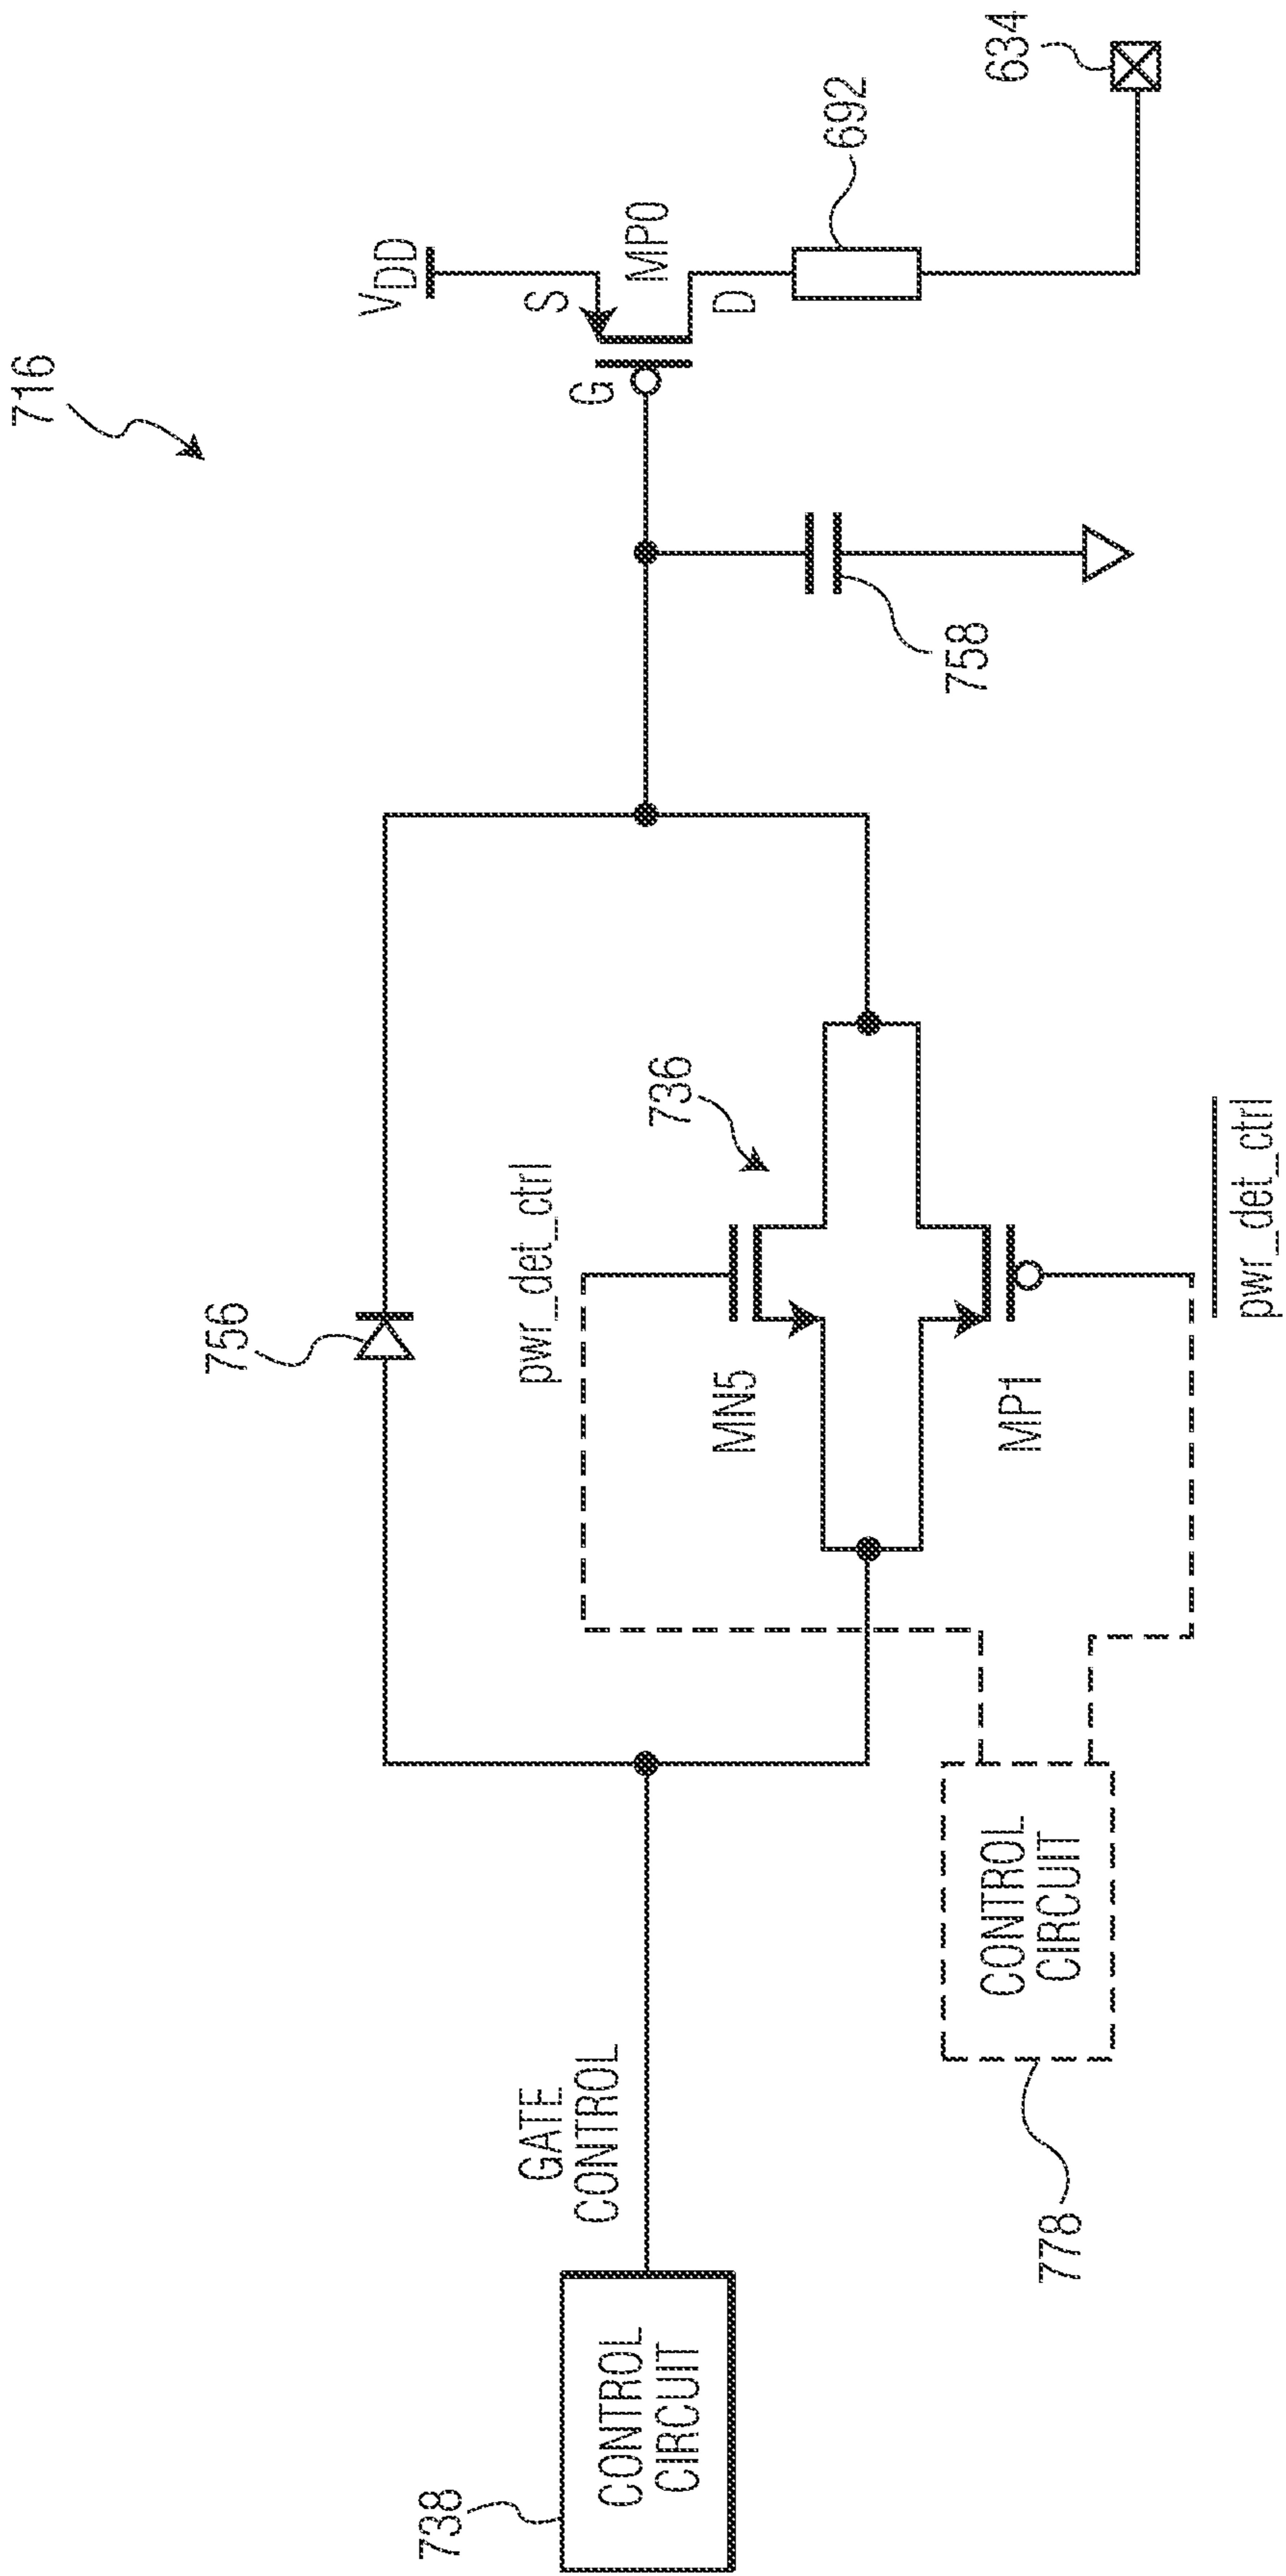 716
V DD
S
MP0
G
D
692
634
758
756
pwr_det_ctrl
736
MN5
MP1
pwr_det_ctrl
GATE
CONTROL
CONTROL
CIRCUIT
778
738
CONTROL
CIRCUIT